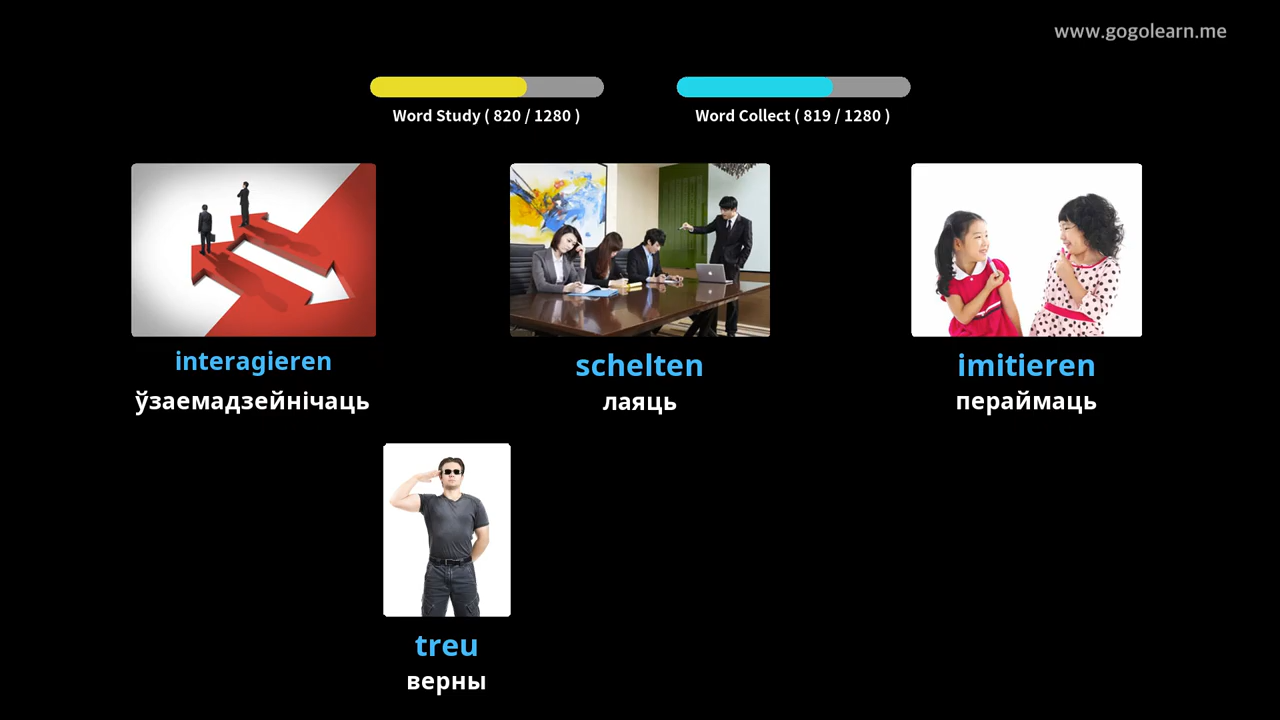 www.gogolearn.me
Word Study ( 820 / 1280 )
Word Collect ( 819 / 1280 )
interagieren
ўзаемадзейнічаць
schelten
лаяць
imitieren
пераймаць
treu
верны